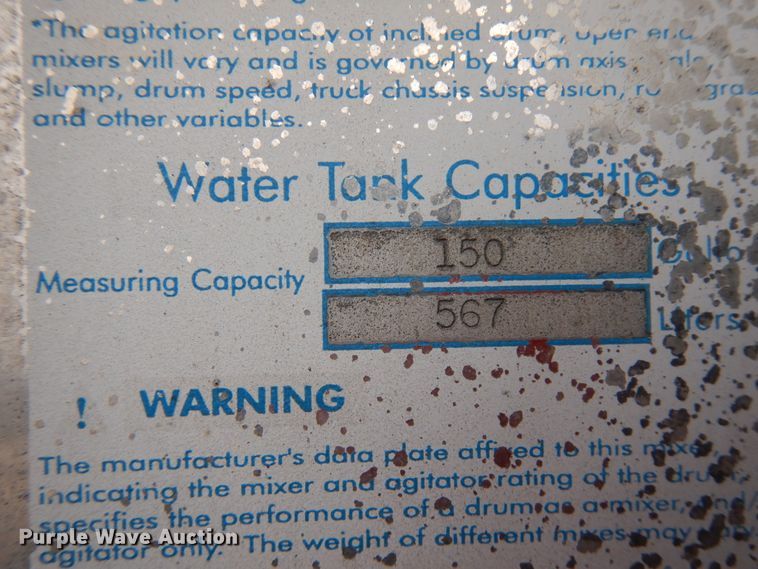 *The agitation capacity of inclined drum, open end
mixers will vary and is governed by drum axis
slump, drum speed, truck chassis suspension,
and other variables.
Water Tank Capacities
150
Measuring Capacity
567 Liters
! WARNING
The manufacturer's data plate affixed to this mixer,
indicating the mixer and agitator rating of the drum,
specifies the performance of a drum as a mixer, and
agitator only. The weight of different mixes may vary
Purple Wave Auction